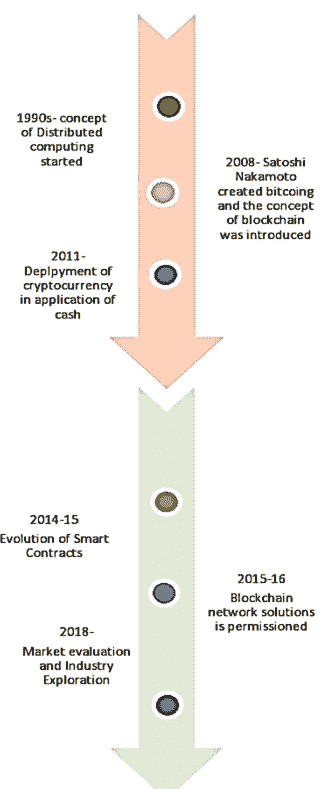 1990s- concept
of Distributed
computing
started
2008- Satoshi
Nakamoto
created bitcoing
and the concept
of blockchain
was introduced
2011-
Deplpyment of
cryptocurrency
in application of
cash
2014-15
Evolution of Smart
Contracts
2015-16
Blockchain
network solutions
is permissioned
2018-
Market evaluation
and Industry
Exploration